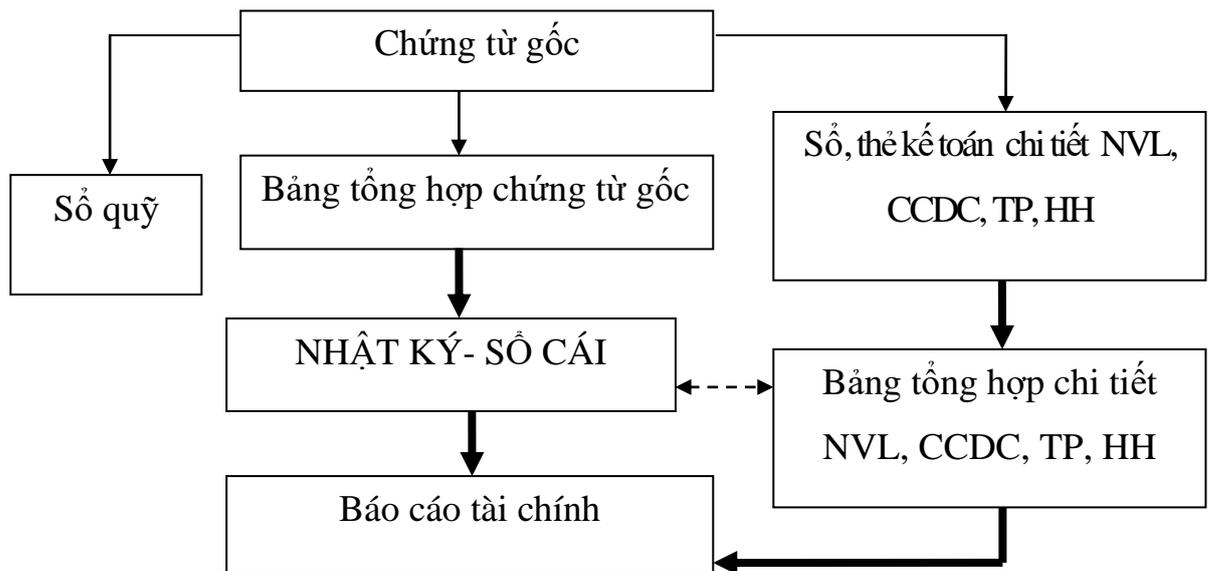 Chứng từ gốc
Sổ quỹ
Bảng tổng hợp chứng từ gốc
Sổ, thẻ kế toán chi tiết NVL,
CCDC, TP, HH
NHẬT KÝ- SỔ CÁI
Bảng tổng hợp chi tiết
NVL, CCDC, TP, HH
Báo cáo tài chính